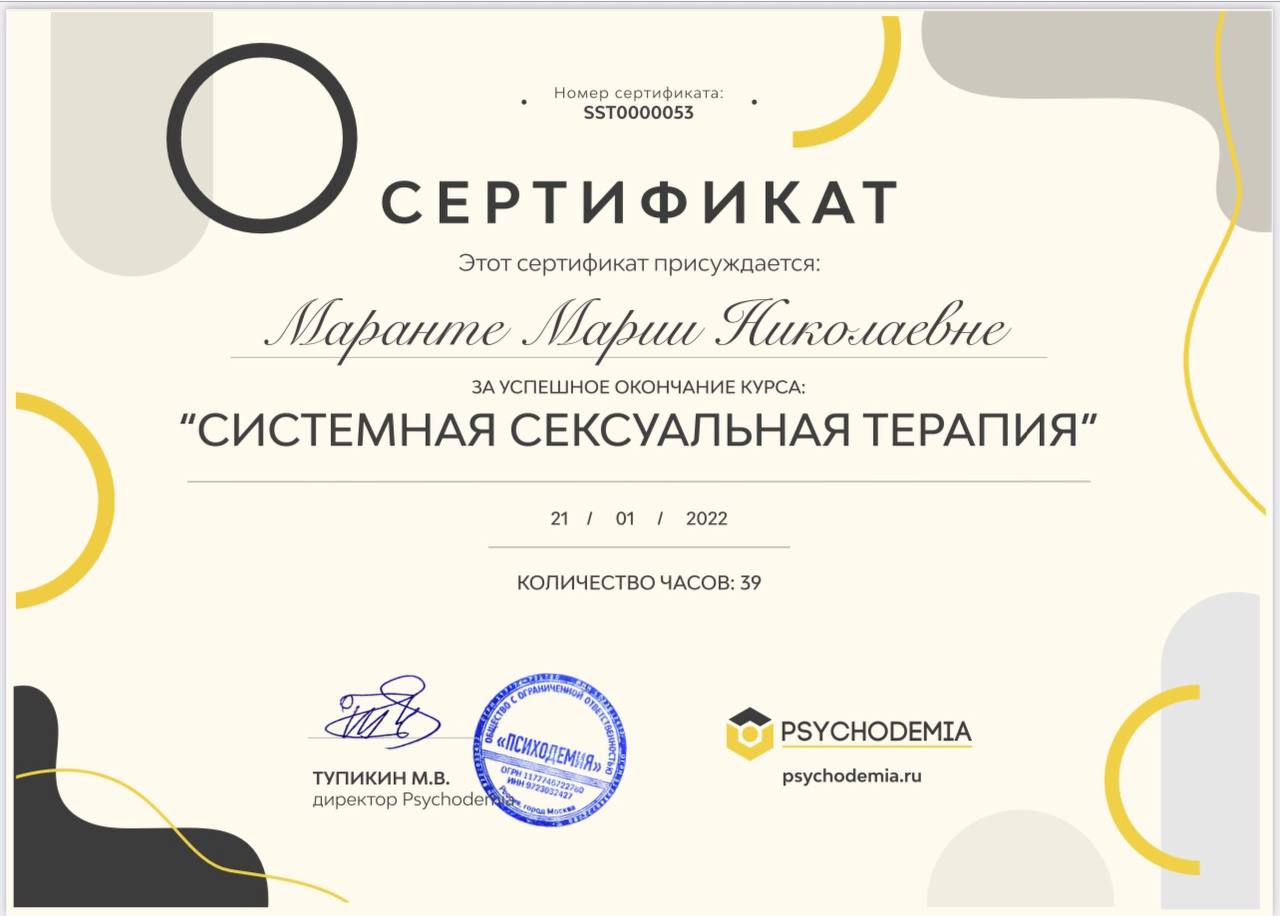 Номер сертификата:
SST0000053
СЕРТИФИКАТ
Этот сертификат присуждается:
Маранте Марии Николаевне
ЗА УСПЕШНОЕ ОКОНЧАНИЕ КУРСА:
“СИСТЕМНАЯ СЕКСУАЛЬНАЯ ТЕРАПИЯ”
21 / 01 / 2022
КОЛИЧЕСТВО ЧАСОВ: 39
ТУПИКИН М.В.
директор Psychodemia
ОБЩЕСТВО С ОГРАНИЧЕННОЙ ОТВЕТСТВЕННОСТЬЮ
«ПСИХОДЕМИЯ»
ОГРН 1177746722760
ИНН 9723032427
Россия, город Москва
PSYCHODEMIA
psychodemia.ru